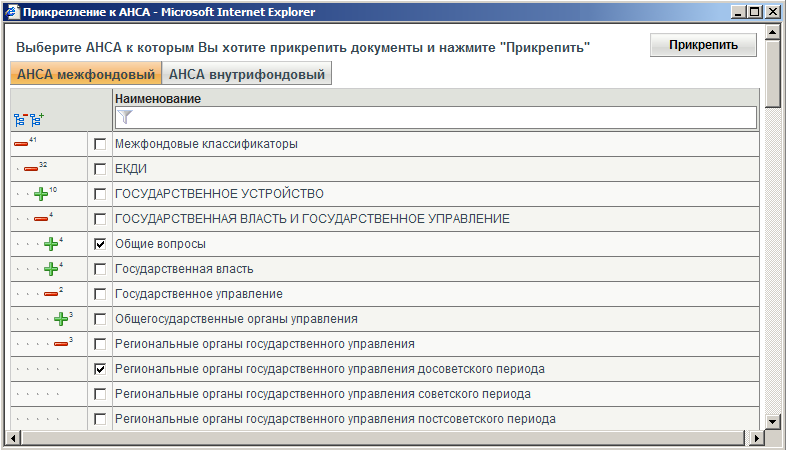 Прикрепление к АНСА - Microsoft Internet Explorer
Выберите АНСА к которым Вы хотите прикрепить документы и нажмите "Прикрепить"
Прикрепить
АНСА межфондовый АНСА внутрифондовый
Наименование
41 Межфондовые классификаторы
32 ЕКДИ
10 ГОСУДАРСТВЕННОЕ УСТРОЙСТВО
4 ГОСУДАРСТВЕННАЯ ВЛАСТЬ И ГОСУДАРСТВЕННОЕ УПРАВЛЕНИЕ
4 Общие вопросы
4 Государственная власть
2 Государственное управление
3 Общегосударственные органы управления
3 Региональные органы государственного управления
Региональные органы государственного управления досоветского периода
Региональные органы государственного управления советского периода
Региональные органы государственного управления постсоветского периода